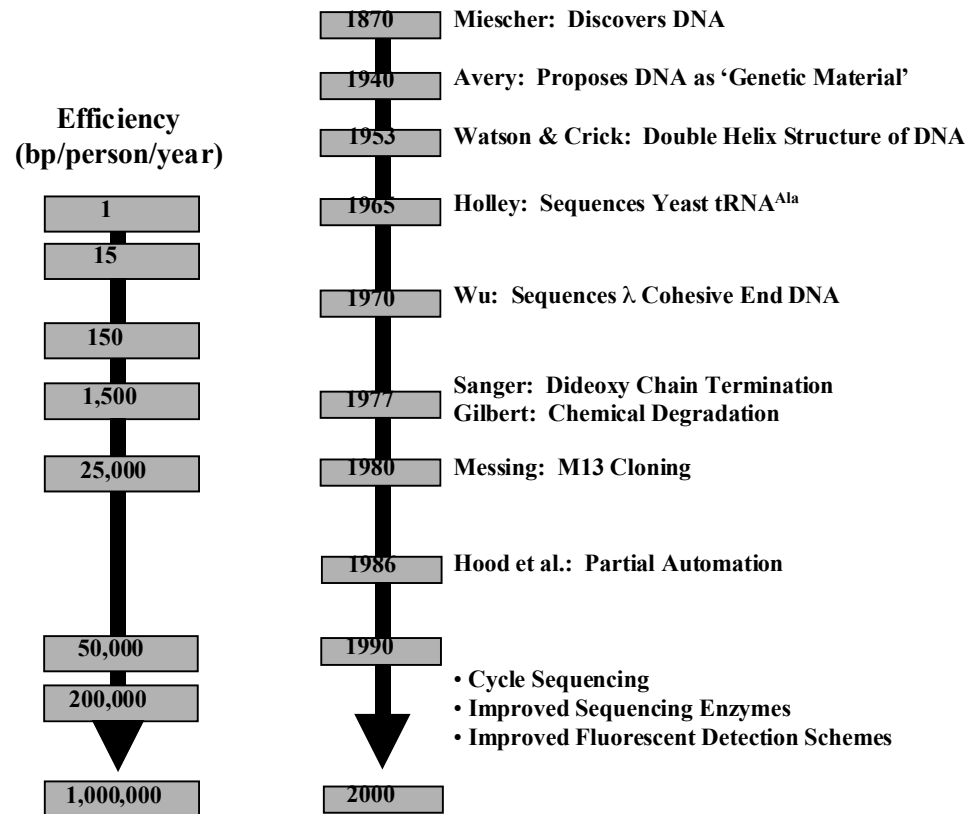 Efficiency
(bp/person/year)
1
15
150
1,500
25,000
50,000
200,000
1,000,000
1870
Miescher: Discovers DNA
1940
Avery: Proposes DNA as ‘Genetic Material’
1953
Watson & Crick: Double Helix Structure of DNA
1965
Holley: Sequences Yeast tRNAAla
1970
Wu: Sequences λ Cohesive End DNA
1977
Sanger: Dideoxy Chain Termination
Gilbert: Chemical Degradation
1980
Messing: M13 Cloning
1986
Hood et al.: Partial Automation
1990
• Cycle Sequencing
• Improved Sequencing Enzymes
• Improved Fluorescent Detection Schemes
2000